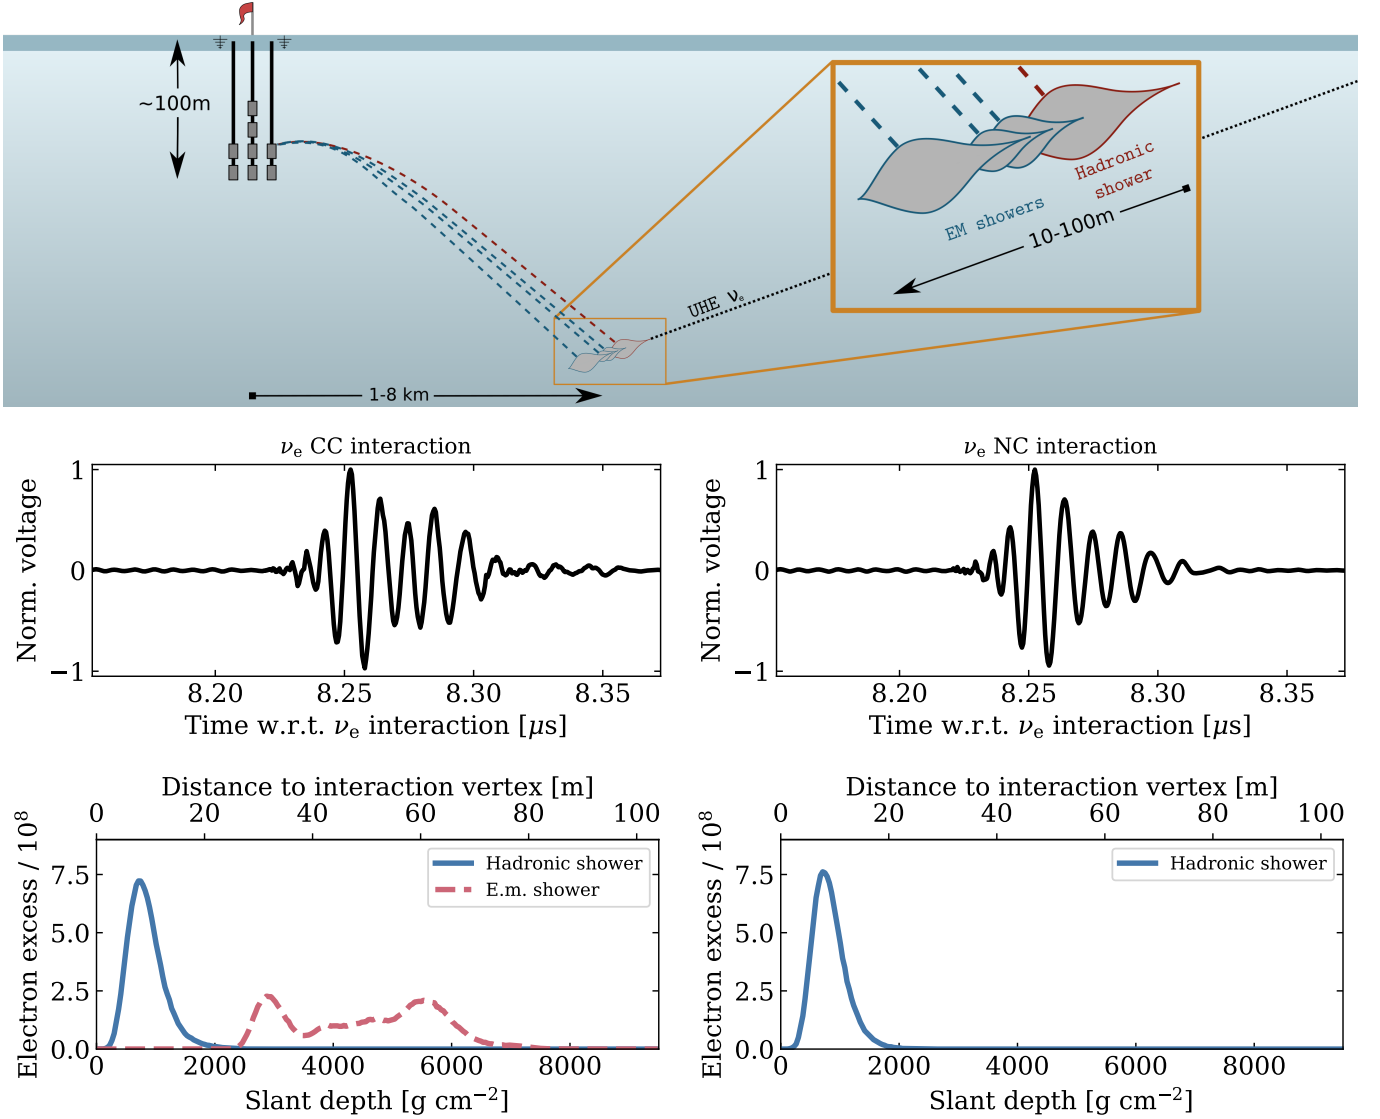 ~100m
Hadronic
shower
EM showers
10-100m
UHE νe
1-8 km
νe CC interaction
1
0
−1
Norm. voltage
8.20 8.25 8.30 8.35
Time w.r.t. νe interaction [μs]
νe NC interaction
1
0
−1
Norm. voltage
8.20 8.25 8.30 8.35
Time w.r.t. νe interaction [μs]
Distance to interaction vertex [m]
0 20 40 60 80 100
Electron excess / 10⁸
7.5
5.0
2.5
0.0
Hadronic shower
E.m. shower
0 2000 4000 6000 8000
Slant depth [g cm⁻²]
Distance to interaction vertex [m]
0 20 40 60 80 100
Electron excess / 10⁸
7.5
5.0
2.5
0.0
Hadronic shower
0 2000 4000 6000 8000
Slant depth [g cm⁻²]